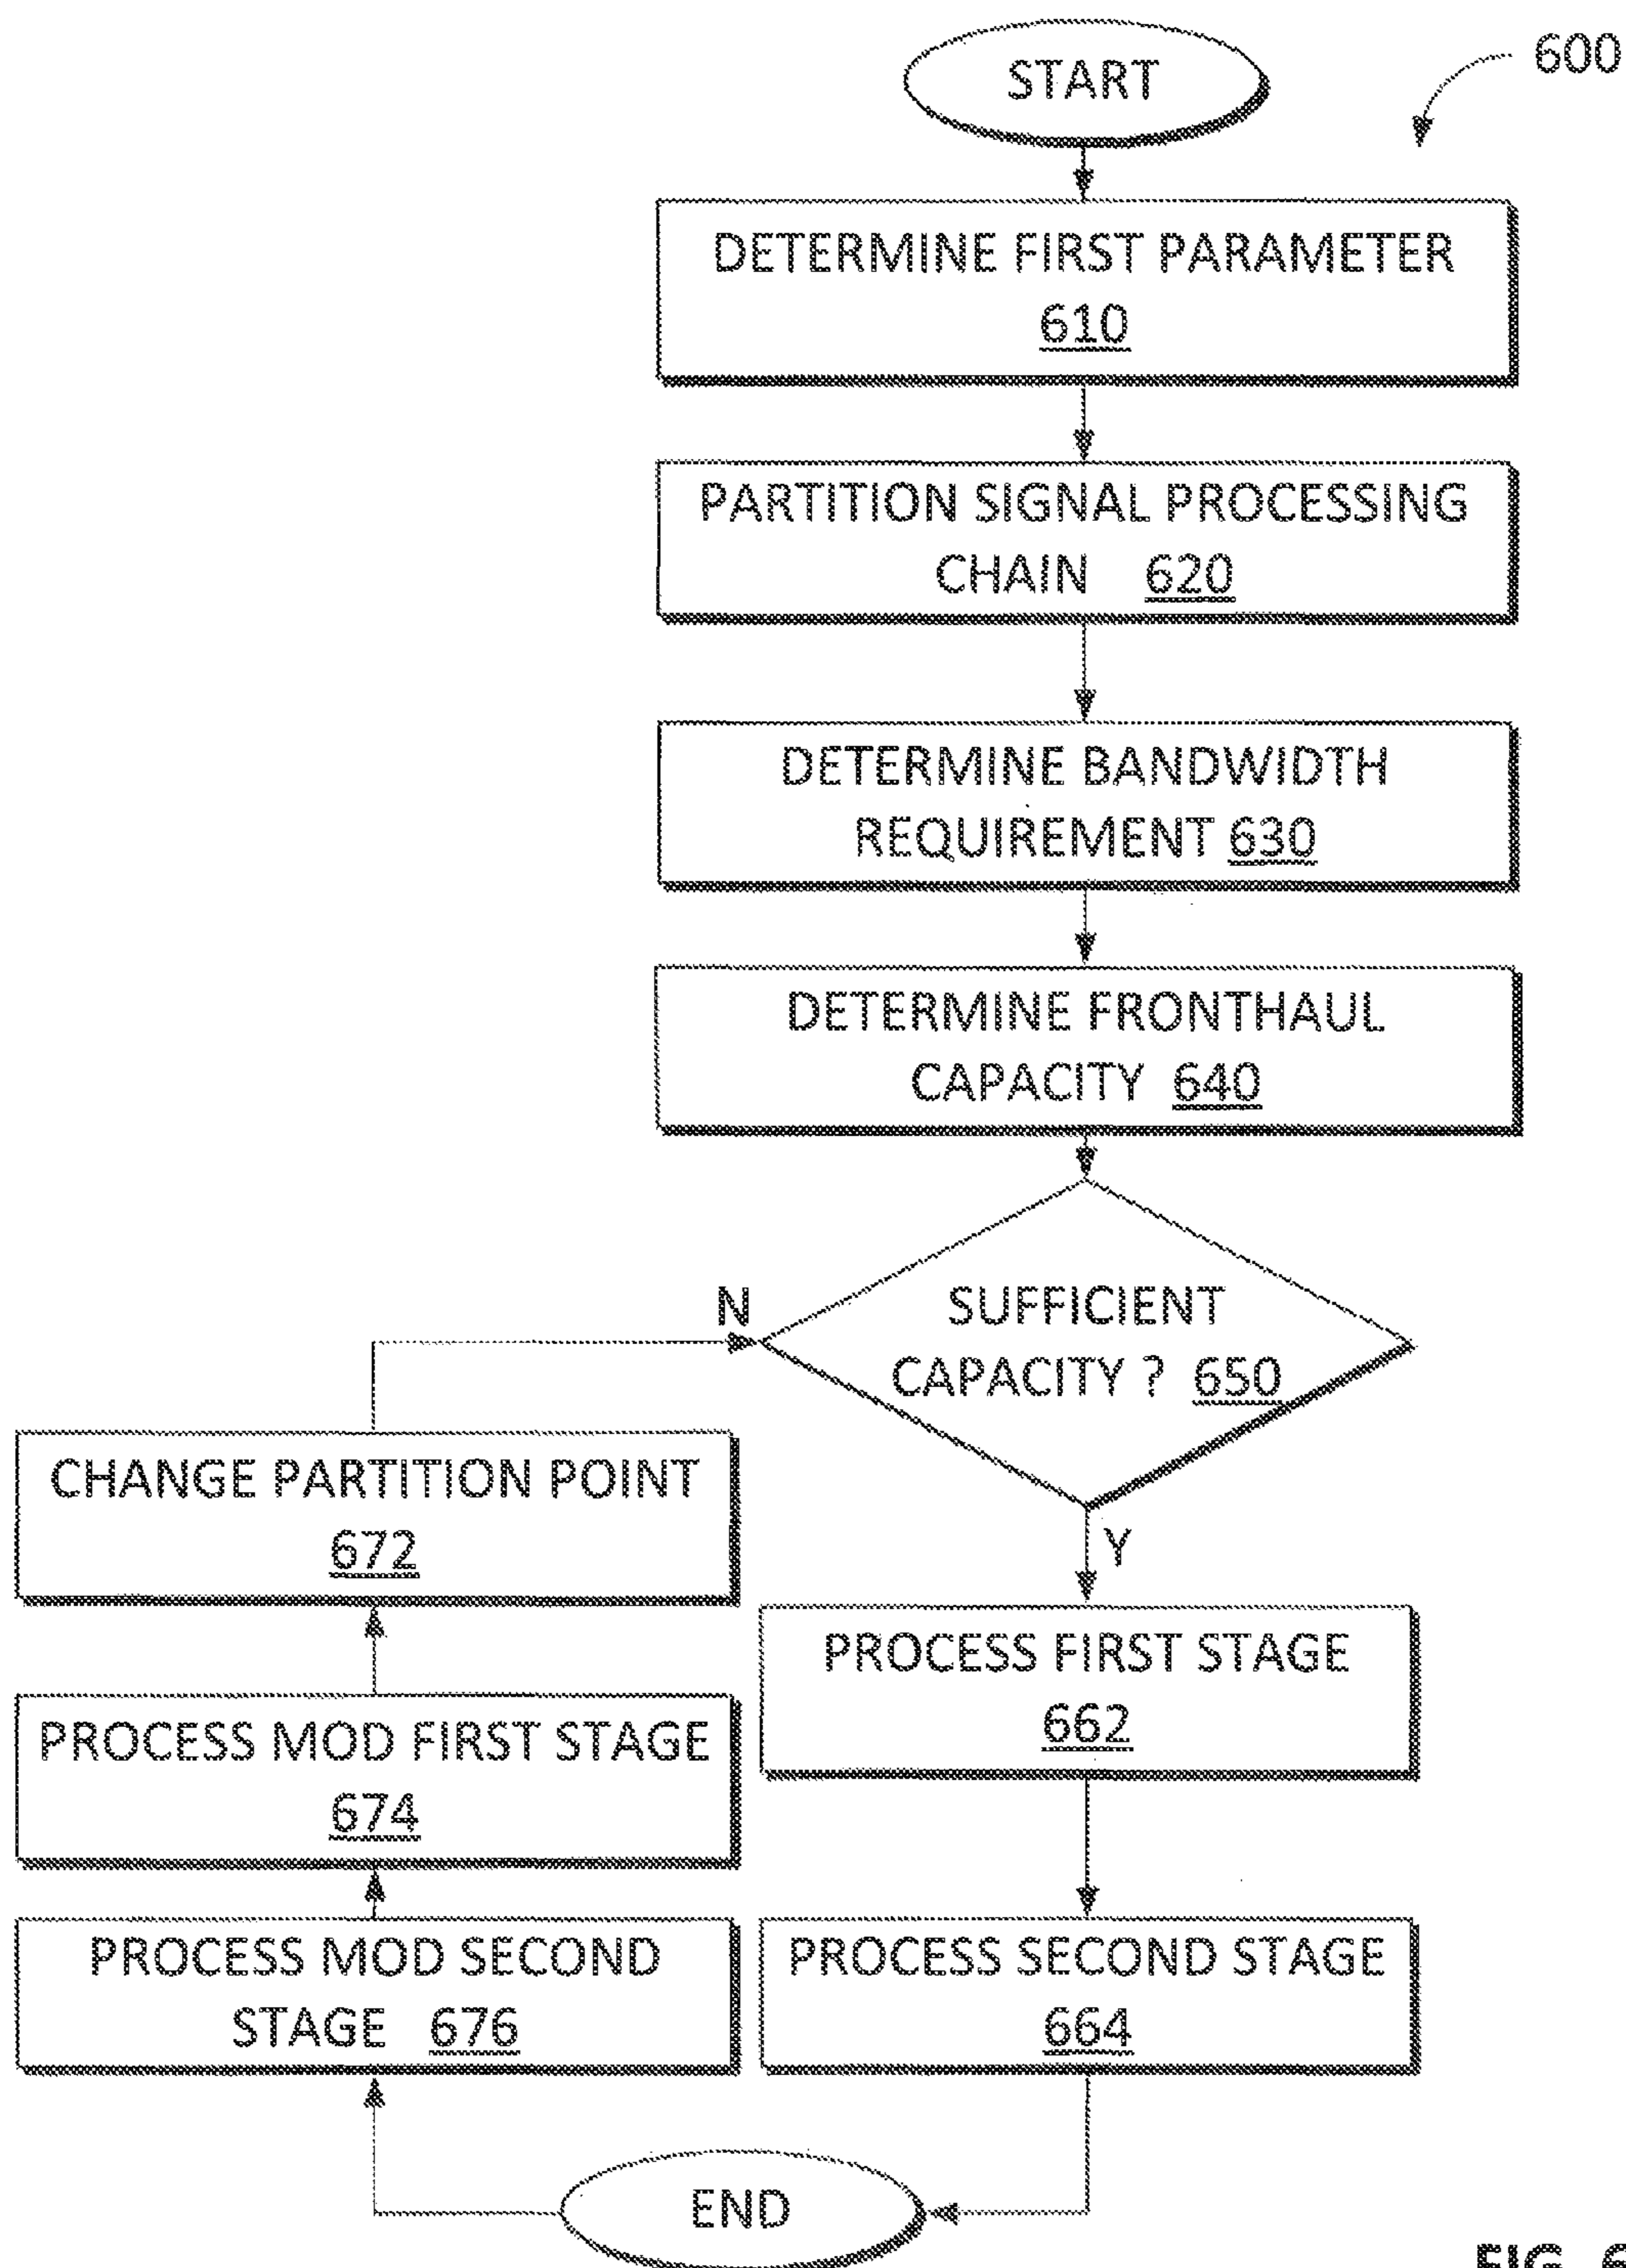 START
600
DETERMINE FIRST PARAMETER
610
PARTITION SIGNAL PROCESSING
CHAIN 620
DETERMINE BANDWIDTH
REQUIREMENT 630
DETERMINE FRONTHAUL
CAPACITY 640
SUFFICIENT
CAPACITY ? 650
N
Y
CHANGE PARTITION POINT
672
PROCESS FIRST STAGE
662
PROCESS MOD FIRST STAGE
674
PROCESS MOD SECOND
STAGE 676
PROCESS SECOND STAGE
664
END
FIG. 6